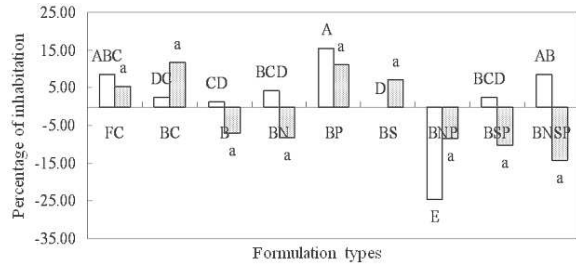 25.00
15.00
5.00
-5.00
-15.00
-25.00
-35.00
Percentage of inhabitation
ABC a DC a CD a BCD a A a D a E a BCD a AB a
FC BC B BN BP BS BNP BSP BNSP
Formulation types